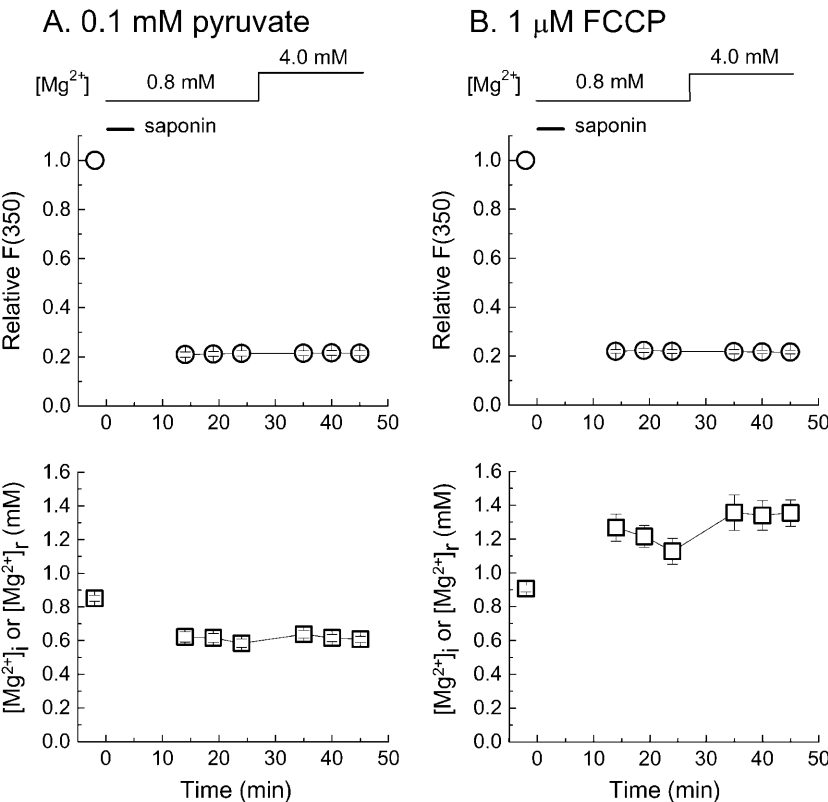 A. 0.1 mM pyruvate
[Mg²⁺]
0.8 mM
4.0 mM
saponin
Relative F(350)
1.0
0.8
0.6
0.4
0.2
0.0
0 10 20 30 40 50
[Mg²⁺]i or [Mg²⁺]r (mM)
1.6
1.4
1.2
1.0
0.8
0.6
0.4
0.2
0.0
0 10 20 30 40 50
Time (min)
B. 1 μM FCCP
[Mg²⁺]
0.8 mM
4.0 mM
saponin
Relative F(350)
1.0
0.8
0.6
0.4
0.2
0.0
0 10 20 30 40 50
[Mg²⁺]i or [Mg²⁺]r (mM)
1.6
1.4
1.2
1.0
0.8
0.6
0.4
0.2
0.0
0 10 20 30 40 50
Time (min)